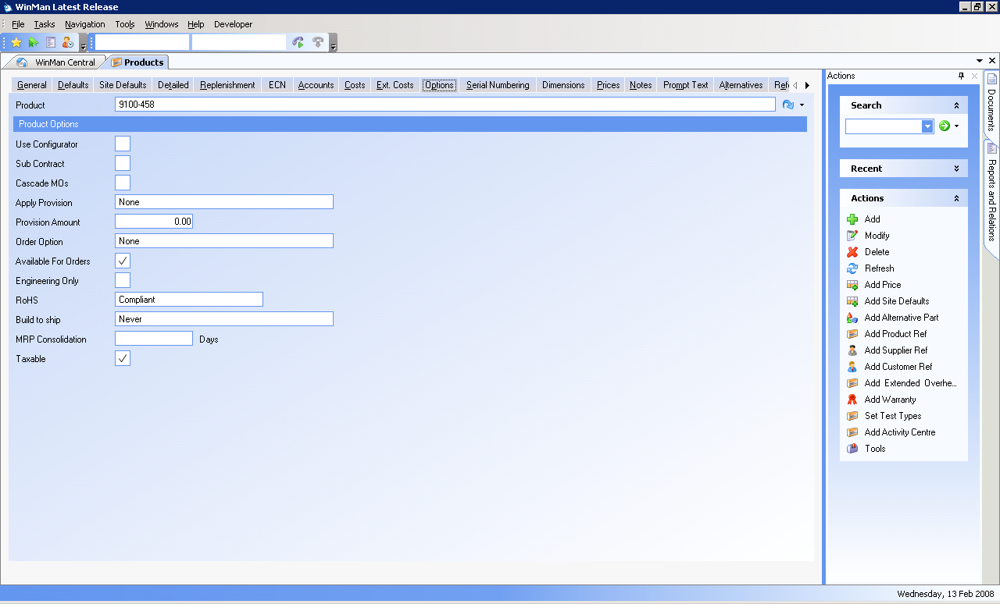 WinMan Latest Release
File Tasks Navigation Tools Windows Help Developer
WinMan Central Products
General Defaults Site Defaults Detailed Replenishment ECN Accounts Costs Ext. Costs Options Serial Numbering Dimensions Prices Notes Prompt Text Alternatives Refe
Product 9100-458
Product Options
Use Configurator
Sub Contract
Cascade MOs
Apply Provision None
Provision Amount 0.00
Order Option None
Available For Orders
Engineering Only
RoHS Compliant
Build to ship Never
MRP Consolidation Days
Taxable
Actions
Search
Recent
Actions
Add
Modify
Delete
Refresh
Add Price
Add Site Defaults
Add Alternative Part
Add Product Ref
Add Supplier Ref
Add Customer Ref
Add Extended Overhe...
Add Warranty
Set Test Types
Add Activity Centre
Tools
Documents
Reports and Relations
Wednesday, 13 Feb 2008